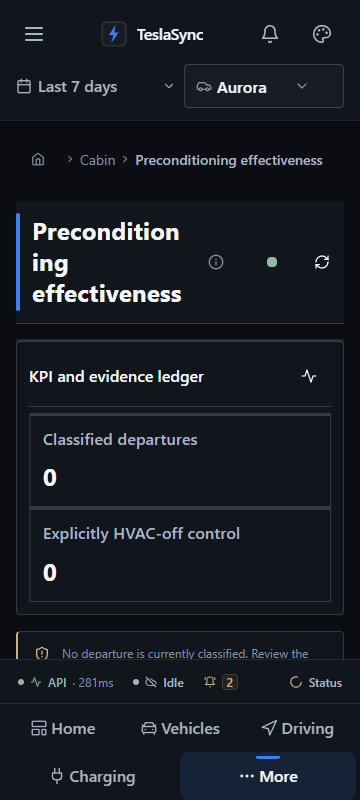 TeslaSync
Last 7 days
Aurora
Cabin
Preconditioning effectiveness
Precondition
ing
effectiveness
KPI and evidence ledger
Classified departures
0
Explicitly HVAC-off control
0
No departure is currently classified. Review the
API · 281ms
Idle
2
Status
Home
Vehicles
Driving
Charging
More